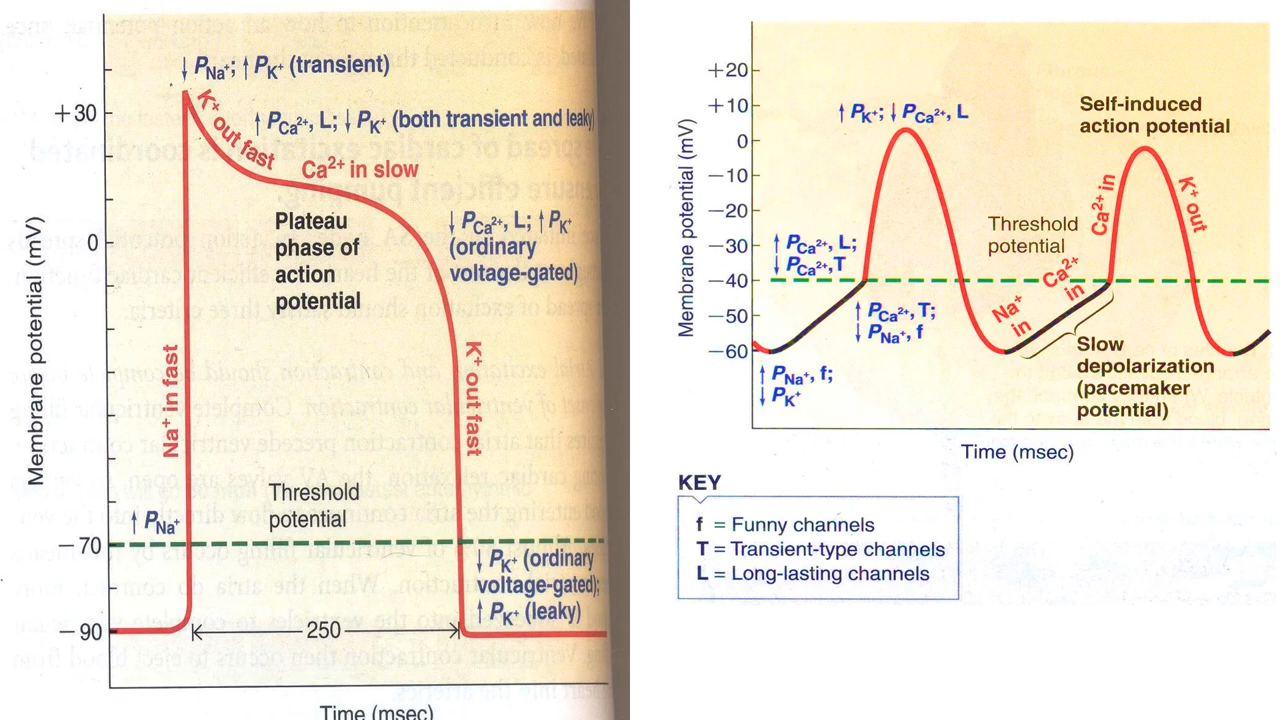 ↓ PNa⁺; ↑ PK⁺ (transient)
+30
K⁺ out fast
↑ PCa²⁺, L; ↓ PK⁺ (both transient and leaky)
Ca²⁺ in slow
Plateau
phase of
action
potential
↓ PCa²⁺, L; ↑ PK⁺
(ordinary
voltage-gated)
0
Membrane potential (mV)
Na⁺ in fast
K⁺ out fast
Threshold
potential
↑ PNa⁺
−70
↓ PK⁺ (ordinary
voltage-gated);
↑ PK⁺ (leaky)
−90
250
Time (msec)
+20
+10
0
−10
−20
−30
−40
−50
−60
Membrane potential (mV)
↑ PK⁺; ↓ PCa²⁺, L
Self-induced
action potential
Ca²⁺ in
K⁺ out
Threshold
potential
↑ PCa²⁺, L;
↓ PCa²⁺, T
Ca²⁺
in
Na⁺
in
↑ PCa²⁺, T;
↓ PNa⁺, f
Slow
depolarization
(pacemaker
potential)
↑ PNa⁺, f;
↓ PK⁺
Time (msec)
KEY
f = Funny channels
T = Transient-type channels
L = Long-lasting channels